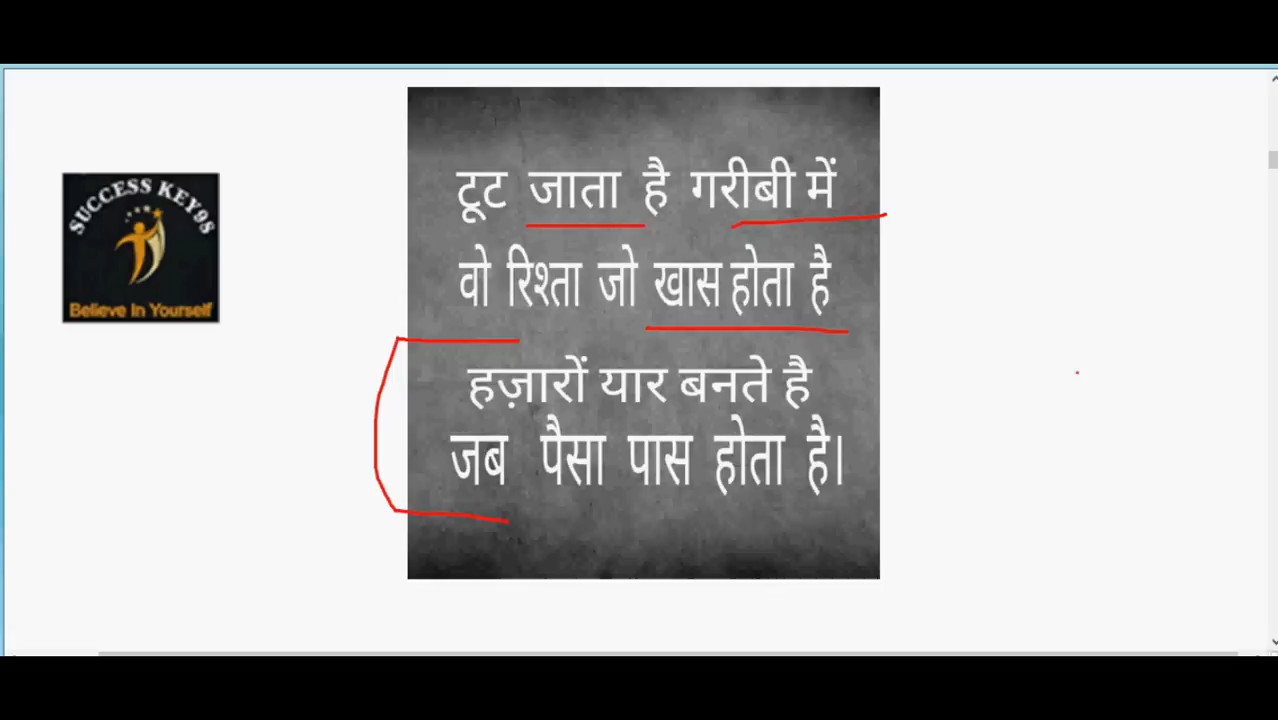 SUCCESS KEY98
Believe In Yourself
टूट जाता है गरीबी में
वो रिश्ता जो खास होता है
हज़ारों यार बनते है
जब पैसा पास होता है।